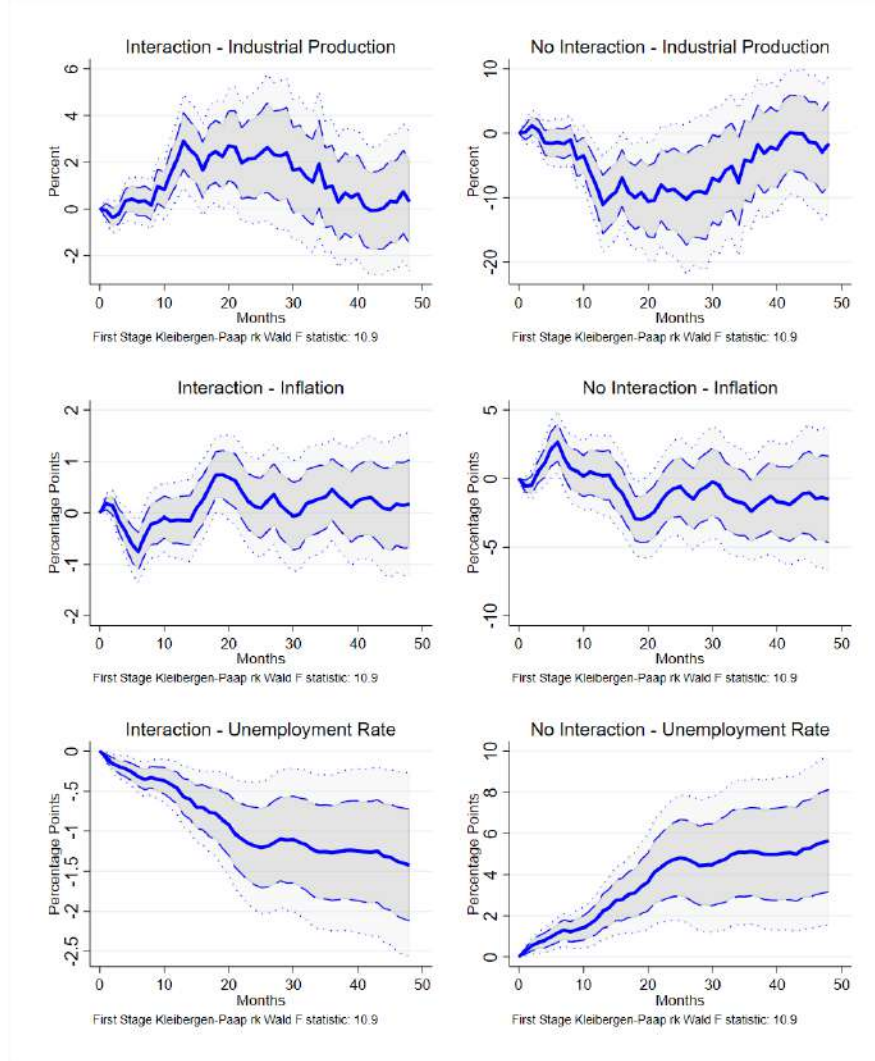 Interaction - Industrial Production
6
4
2
0
-2
Percent
0 10 20 30 40 50
Months
First Stage Kleibergen-Paap rk Wald F statistic: 10.9
No Interaction - Industrial Production
10
0
-10
-20
Percent
0 10 20 30 40 50
Months
First Stage Kleibergen-Paap rk Wald F statistic: 10.9
Interaction - Inflation
2
1
0
-1
-2
Percentage Points
0 10 20 30 40 50
Months
First Stage Kleibergen-Paap rk Wald F statistic: 10.9
No Interaction - Inflation
5
0
-5
-10
Percentage Points
0 10 20 30 40 50
Months
First Stage Kleibergen-Paap rk Wald F statistic: 10.9
Interaction - Unemployment Rate
0
-.5
-1
-1.5
-2
-2.5
Percentage Points
0 10 20 30 40 50
Months
First Stage Kleibergen-Paap rk Wald F statistic: 10.9
No Interaction - Unemployment Rate
10
8
6
4
2
0
Percentage Points
0 10 20 30 40 50
Months
First Stage Kleibergen-Paap rk Wald F statistic: 10.9